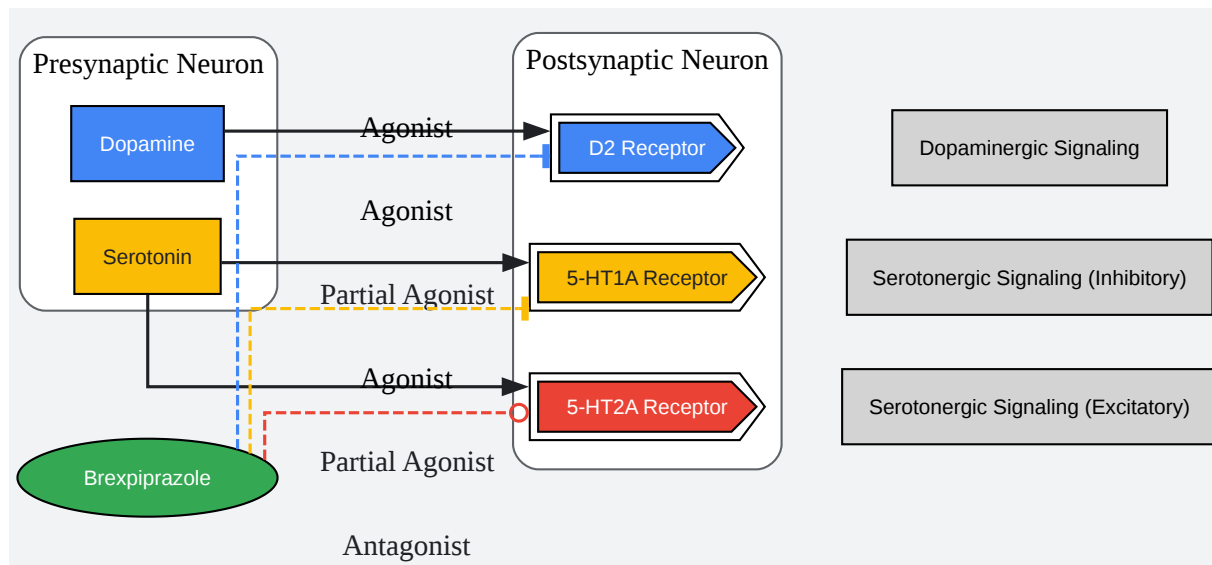 Presynaptic Neuron
Postsynaptic Neuron
Dopamine
Agonist
D2 Receptor
Dopaminergic Signaling
Agonist
Serotonin
5-HT1A Receptor
Serotonergic Signaling (Inhibitory)
Partial Agonist
Agonist
5-HT2A Receptor
Serotonergic Signaling (Excitatory)
Partial Agonist
Brexpiprazole
Antagonist